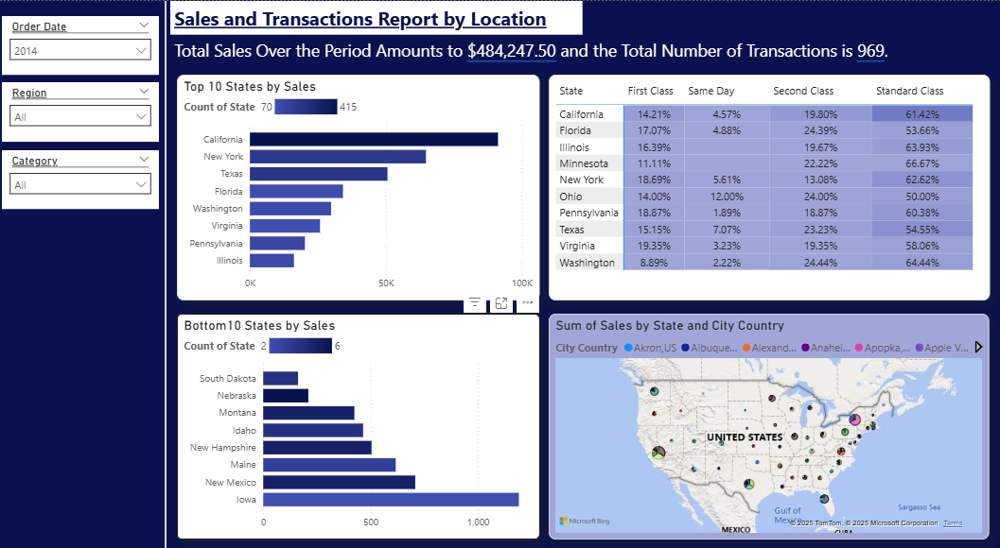 Order Date
2014
Region
All
Category
All
Sales and Transactions Report by Location
Total Sales Over the Period Amounts to $484,247.50 and the Total Number of Transactions is 969.
Top 10 States by Sales
Count of State 70 415
California
New York
Texas
Florida
Washington
Virginia
Pennsylvania
Illinois
0K 50K 100K
State First Class Same Day Second Class Standard Class
California 14.21% 4.57% 19.80% 61.42%
Florida 17.07% 4.88% 24.39% 53.66%
Illinois 16.39% 19.67% 63.93%
Minnesota 11.11% 22.22% 66.67%
New York 18.69% 5.61% 13.08% 62.62%
Ohio 14.00% 12.00% 24.00% 50.00%
Pennsylvania 18.87% 1.89% 18.87% 60.38%
Texas 15.15% 7.07% 23.23% 54.55%
Virginia 19.35% 3.23% 19.35% 58.06%
Washington 8.89% 2.22% 24.44% 64.44%
Bottom10 States by Sales
Count of State 2 6
South Dakota
Nebraska
Montana
Idaho
New Hampshire
Maine
New Mexico
Iowa
0 500 1,000
Sum of Sales by State and City Country
City Country Akron,US Albuque... Alexand... Anahei... Apopka,... Apple V...
UNITED STATES
Gulf of
Mexico
Sargasso Sea
Microsoft Bing
© 2025 TomTom, © 2025 Microsoft Corporation Terms
MEXICO
CUBA